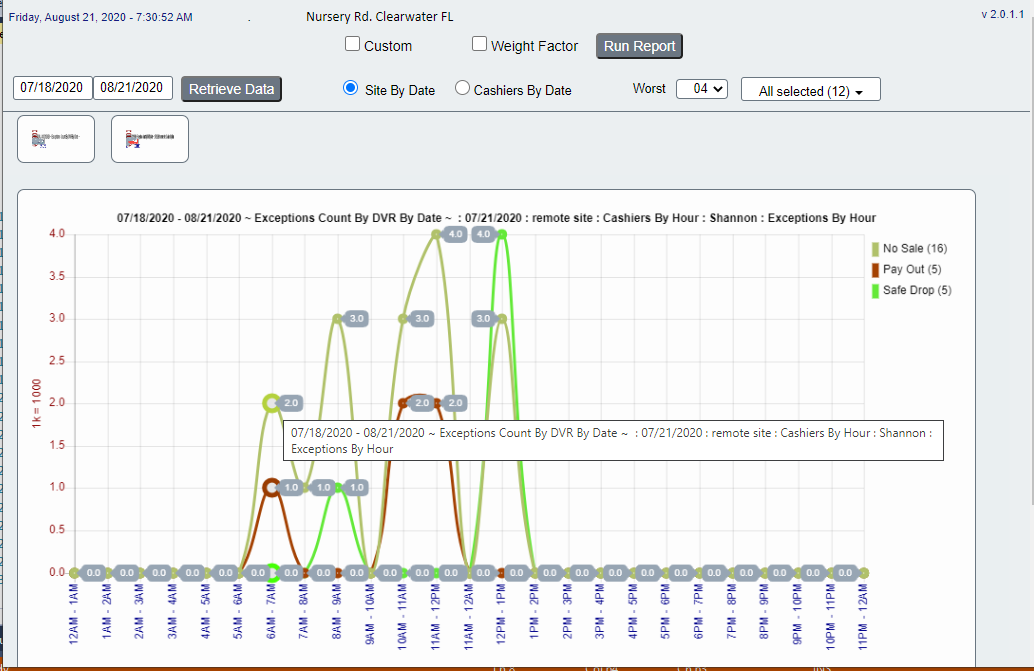 Friday, August 21, 2020 - 7:30:52 AM . Nursery Rd. Clearwater FL v 2.0.1.1
Custom Weight Factor Run Report
07/18/2020 08/21/2020 Retrieve Data Site By Date Cashiers By Date Worst 04 All selected (12)
07/18/2020 - 08/21/2020 ~ Exceptions Count By DVR By Date ~ : 07/21/2020 : remote site : Cashiers By Hour : Shannon : Exceptions By Hour
4.0 4.0 4.0
No Sale (16)
Pay Out (5)
Safe Drop (5)
3.5
3.0 3.0 3.0 3.0
2.5
2.0 2.0 2.0 2.0
1k = 1000
07/18/2020 - 08/21/2020 ~ Exceptions Count By DVR By Date ~ : 07/21/2020 : remote site : Cashiers By Hour : Shannon :
Exceptions By Hour
1.5
1.0 1.0 1.0 1.0
0.5
0.0 0.0 0.0 0.0 0.0 0.0 0.0 0.0 0.0 0.0 0.0 0.0 0.0 0.0 0.0 0.0 0.0 0.0 0.0 0.0 0.0 0.0 0.0 0.0 0.0
12AM - 1AM
1AM - 2AM
2AM - 3AM
3AM - 4AM
4AM - 5AM
5AM - 6AM
6AM - 7AM
7AM - 8AM
8AM - 9AM
9AM - 10AM
10AM - 11AM
11AM - 12PM
11AM - 12AM
12PM - 1PM
1PM - 2PM
2PM - 3PM
3PM - 4PM
4PM - 5PM
5PM - 6PM
6PM - 7PM
7PM - 8PM
8PM - 9PM
9PM - 10PM
10PM - 11PM
11PM - 12AM